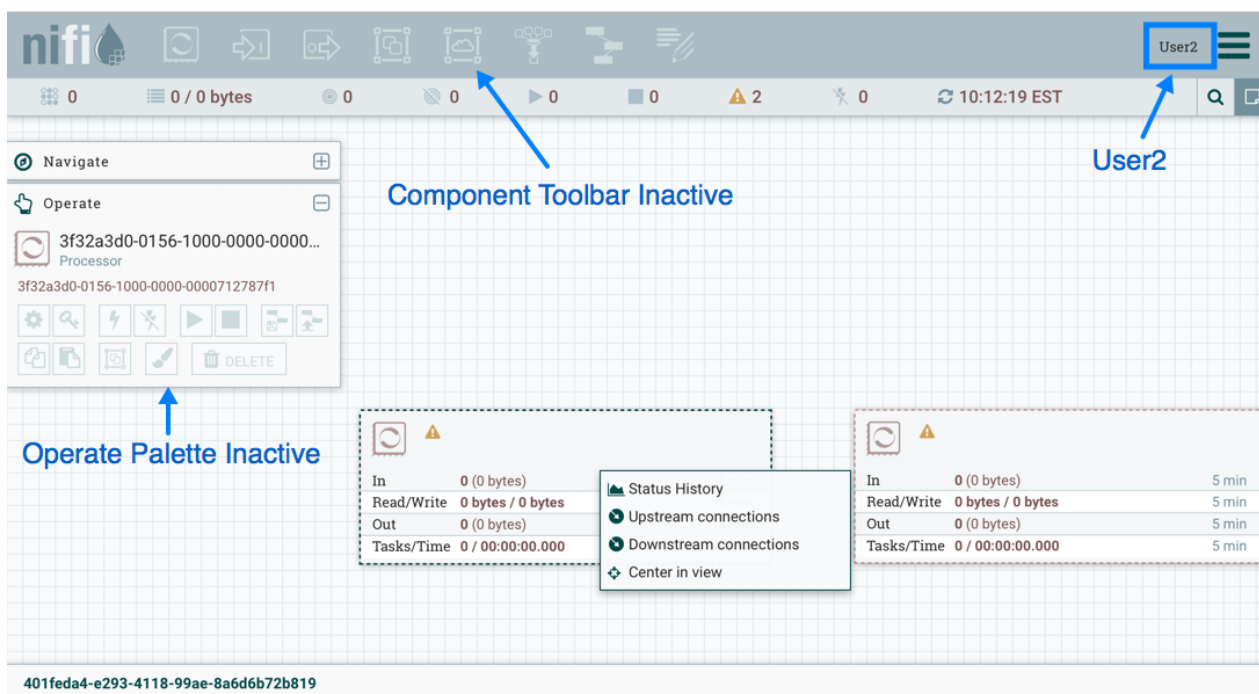 nifi
User2
0
0 / 0 bytes
0
0
0
0
2
0
10:12:19 EST
Navigate
User2
Component Toolbar Inactive
Operate
3f32a3d0-0156-1000-0000-0000...
Processor
3f32a3d0-0156-1000-0000-0000712787f1
DELETE
Operate Palette Inactive
In 0 (0 bytes)
Read/Write 0 bytes / 0 bytes
Out 0 (0 bytes)
Tasks/Time 0 / 00:00:00.000
Status History
Upstream connections
Downstream connections
Center in view
In 0 (0 bytes) 5 min
Read/Write 0 bytes / 0 bytes 5 min
Out 0 (0 bytes) 5 min
Tasks/Time 0 / 00:00:00.000 5 min
401feda4-e293-4118-99ae-8a6d6b72b819